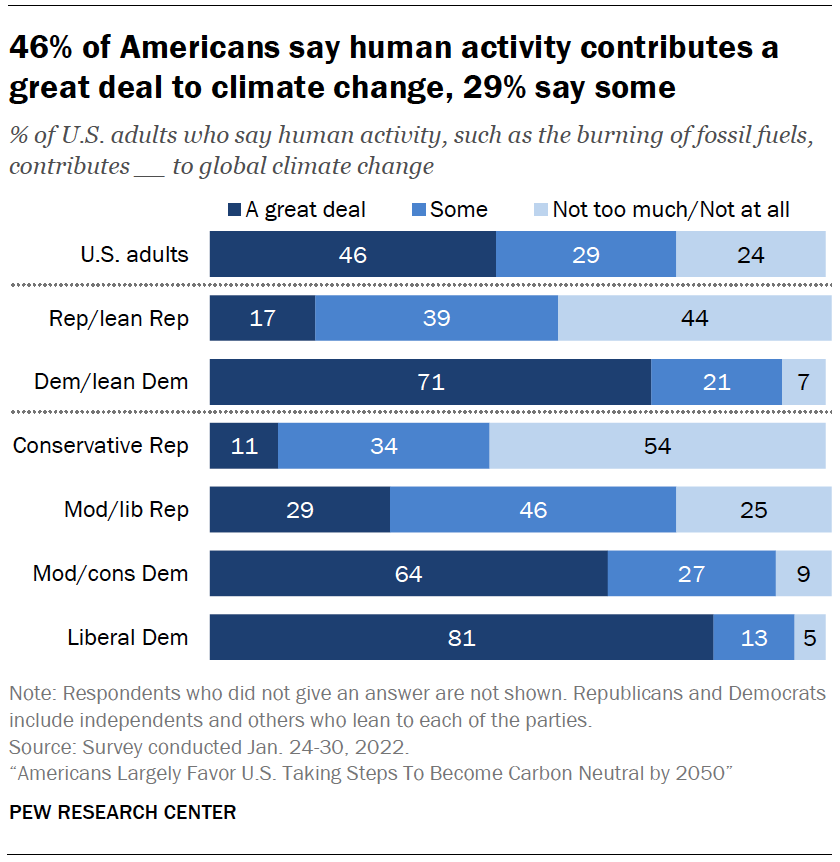 46% of Americans say human activity contributes a
great deal to climate change, 29% say some
% of U.S. adults who say human activity, such as the burning of fossil fuels,
contributes __ to global climate change
A great deal Some Not too much/Not at all
U.S. adults 46 29 24
Rep/lean Rep 17 39 44
Dem/lean Dem 71 21 7
Conservative Rep 11 34 54
Mod/lib Rep 29 46 25
Mod/cons Dem 64 27 9
Liberal Dem 81 13 5
Note: Respondents who did not give an answer are not shown. Republicans and Democrats
include independents and others who lean to each of the parties.
Source: Survey conducted Jan. 24-30, 2022.
“Americans Largely Favor U.S. Taking Steps To Become Carbon Neutral by 2050”
PEW RESEARCH CENTER